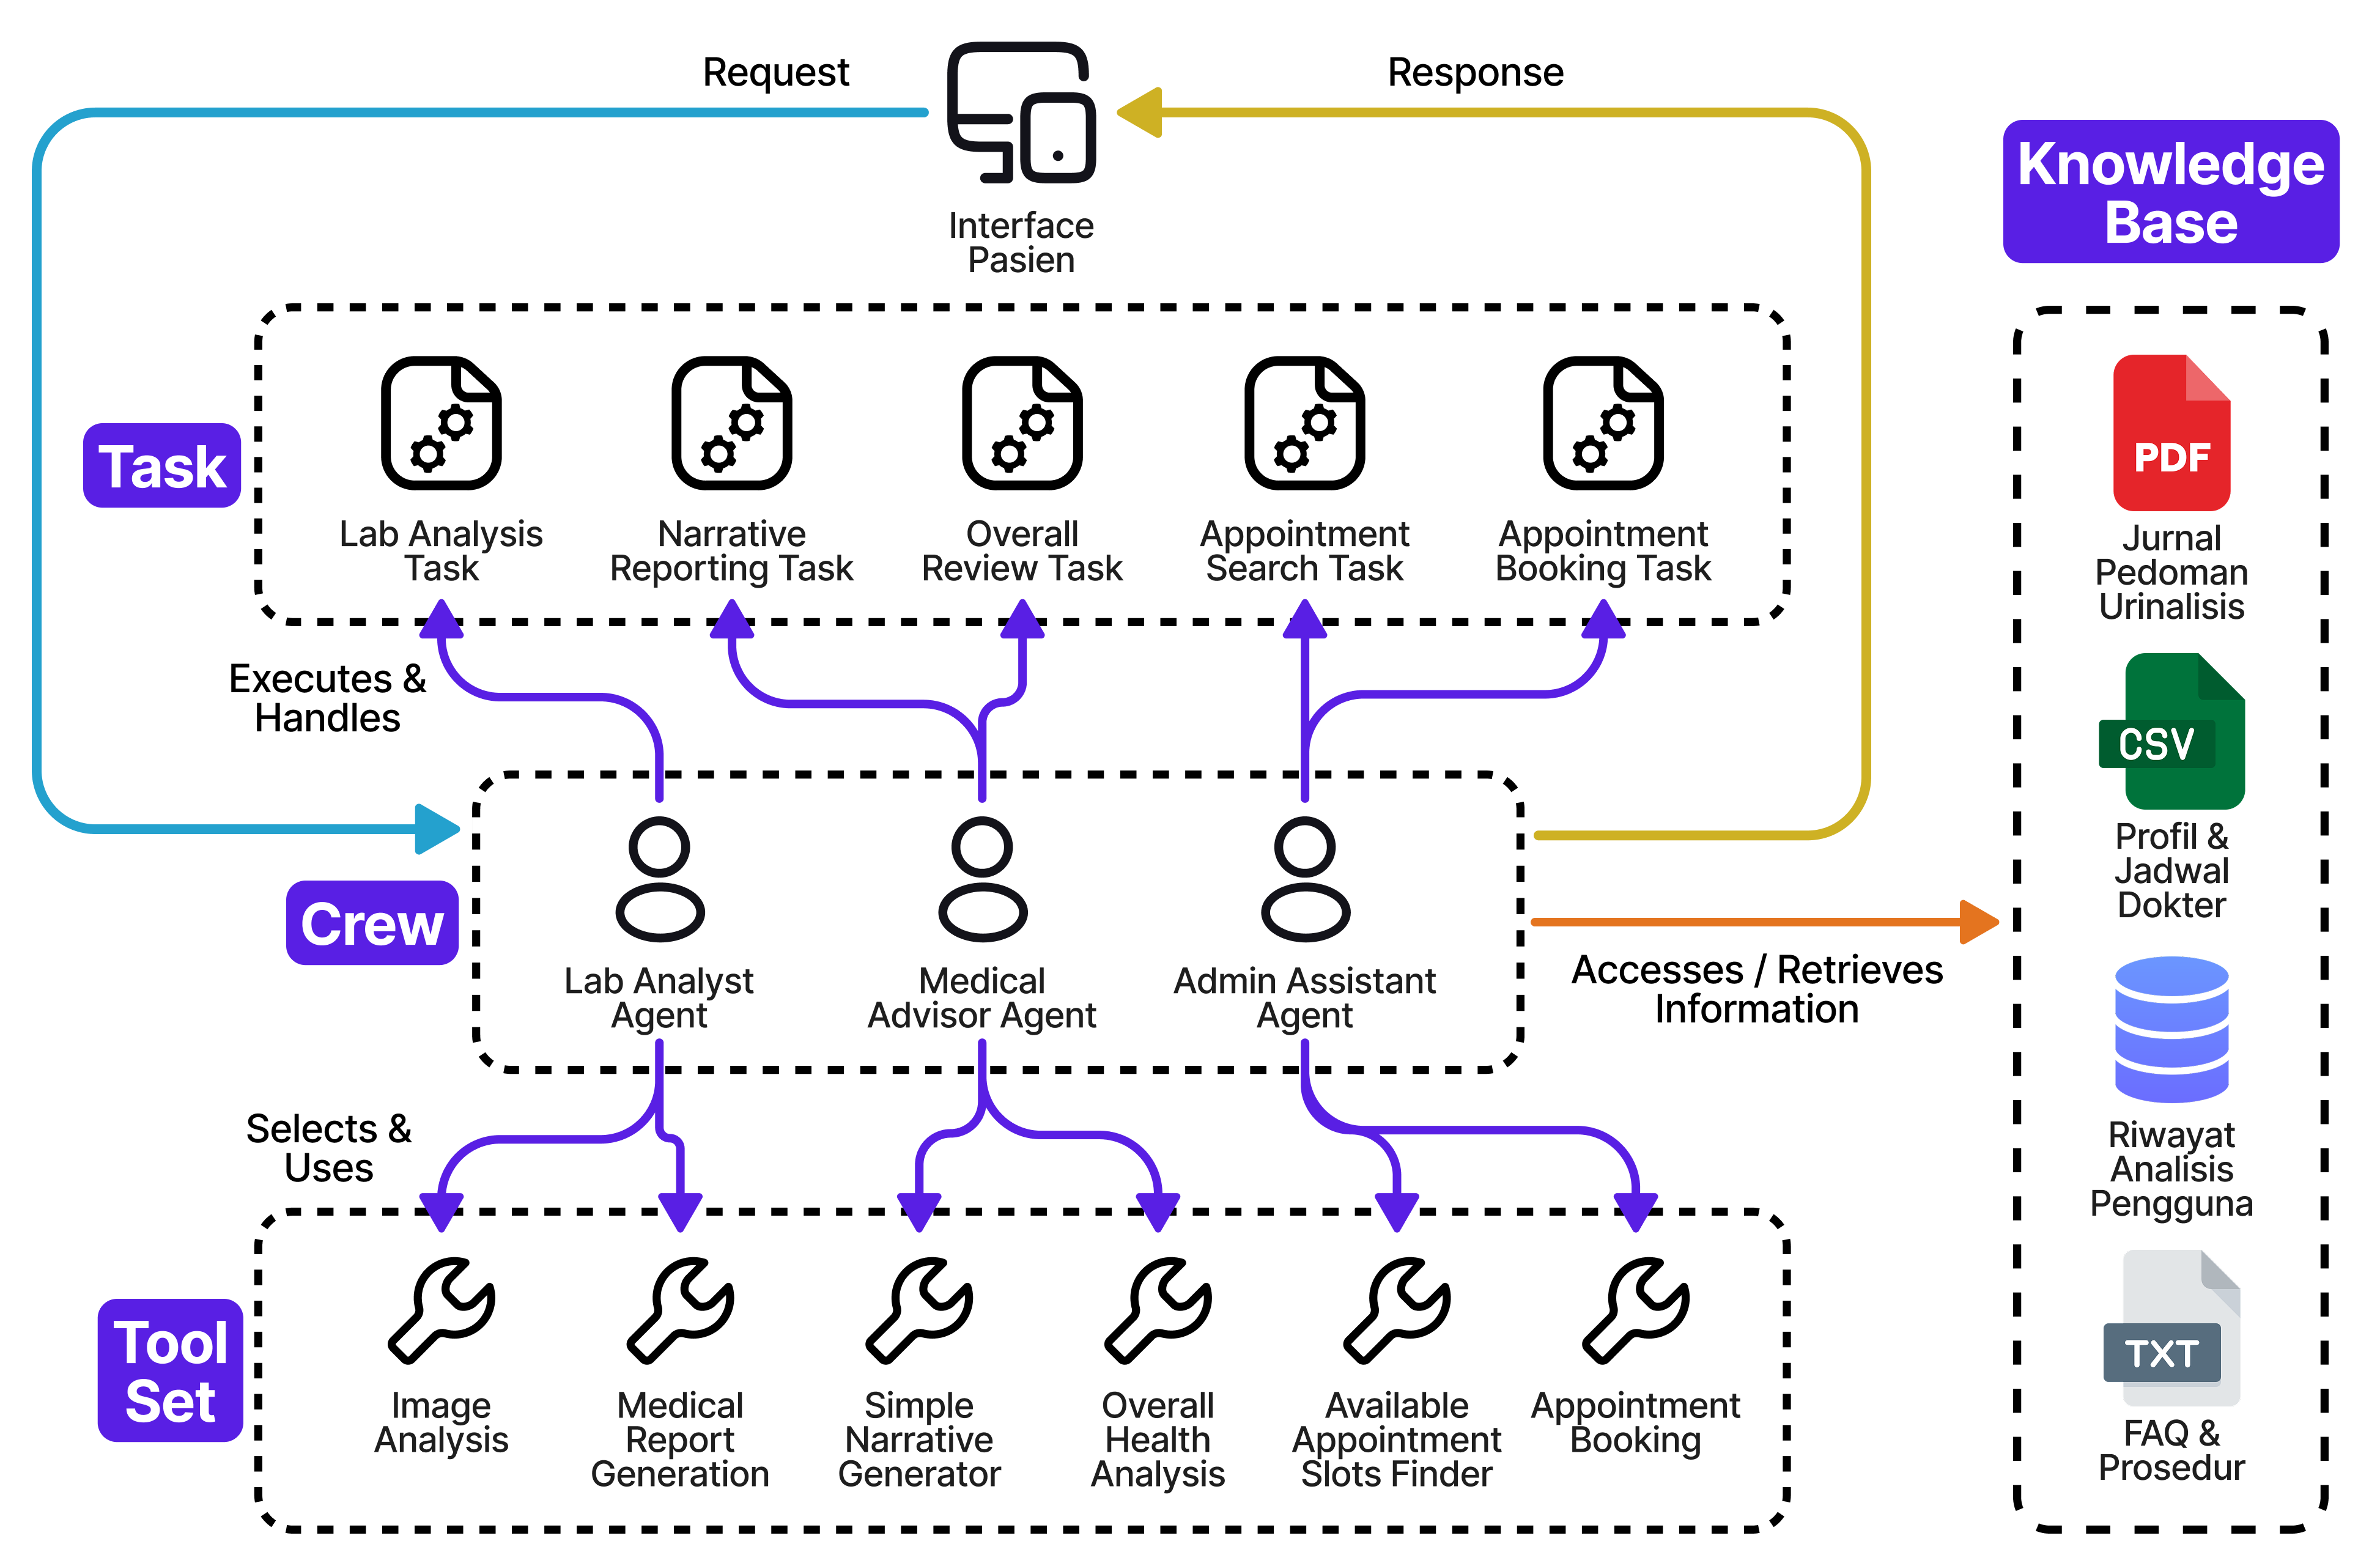 Request
Response
Interface
Pasien
Knowledge
Base
Task
Lab Analysis
Task
Narrative
Reporting Task
Overall
Review Task
Appointment
Search Task
Appointment
Booking Task
Executes &
Handles
Crew
Lab Analyst
Agent
Medical
Advisor Agent
Admin Assistant
Agent
Accesses / Retrieves
Information
Selects &
Uses
Tool
Set
Image
Analysis
Medical
Report
Generation
Simple
Narrative
Generator
Overall
Health
Analysis
Available
Appointment
Slots Finder
Appointment
Booking
PDF
Jurnal
Pedoman
Urinalisis
CSV
Profil &
Jadwal
Dokter
Riwayat
Analisis
Pengguna
TXT
FAQ &
Prosedur